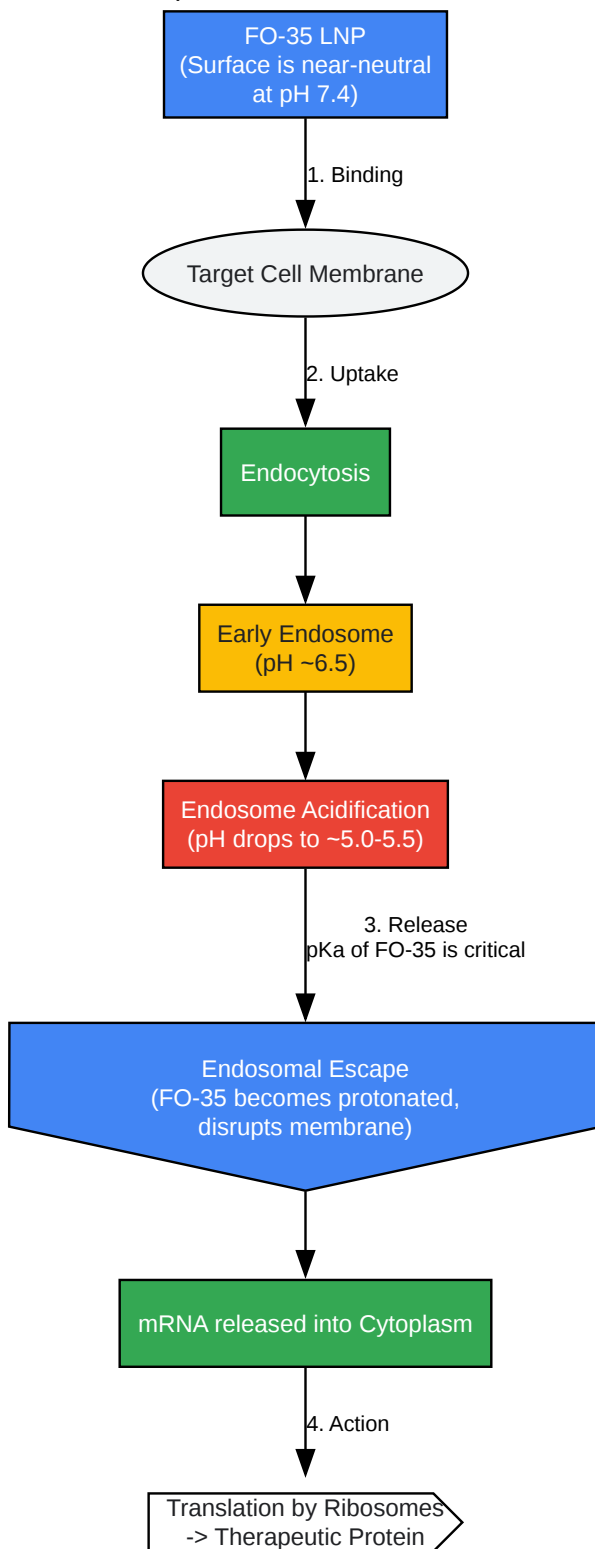 FO-35 LNP
(Surface is near-neutral
at pH 7.4)
1. Binding
Target Cell Membrane
2. Uptake
Endocytosis
Early Endosome
(pH ~6.5)
Endosome Acidification
(pH drops to ~5.0-5.5)
3. Release
pKa of FO-35 is critical
Endosomal Escape
(FO-35 becomes protonated,
disrupts membrane)
mRNA released into Cytoplasm
4. Action
Translation by Ribosomes
-> Therapeutic Protein